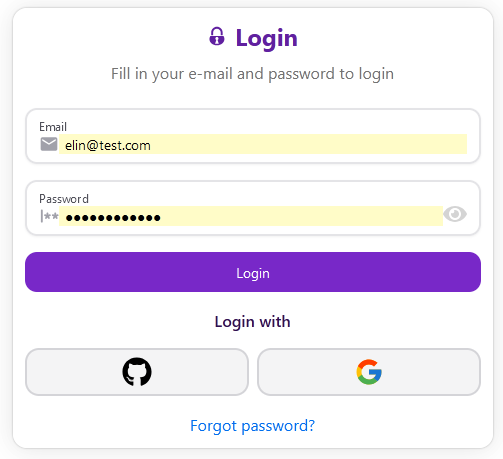 Login
Fill in your e-mail and password to login
Email
elin@test.com
Password
|** ••••••••••••
Login
Login with
Forgot password?